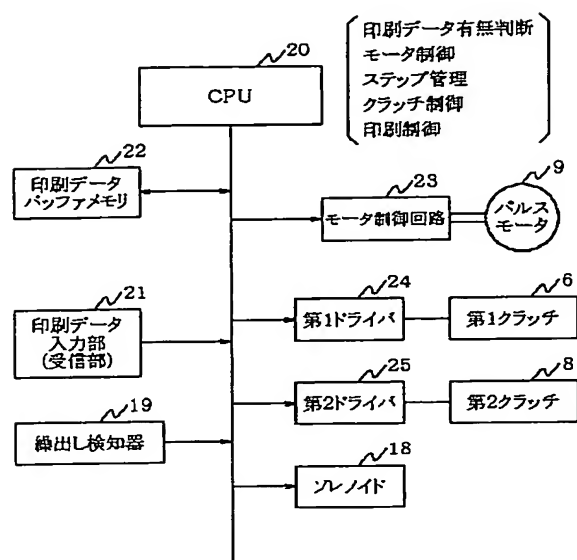 20
CPU
印刷データ有無判断
モータ制御
ステップ管理
クラッチ制御
印刷制御
22
印刷データ
バッファメモリ
23
モータ制御回路
9
パルス
モータ
21
印刷データ
入力部
(受信部)
24
第1ドライバ
6
第1クラッチ
25
第2ドライバ
8
第2クラッチ
19
繰出し検知器
18
ソレノイド